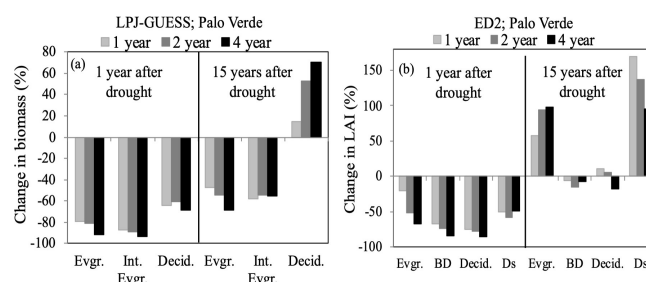 LPJ-GUESS; Palo Verde
1 year 2 year 4 year
(a)
1 year after drought
15 years after drought
Change in biomass (%)
80
60
40
20
0
-20
-40
-60
-80
-100
Evgr. Int. Evgr. Decid. Evgr. Int. Evgr. Decid.
ED2; Palo Verde
1 year 2 year 4 year
(b)
1 year after drought
15 years after drought
Change in LAI (%)
150
100
50
0
-50
-100
Evgr. BD Decid. Ds Evgr. BD Decid. Ds